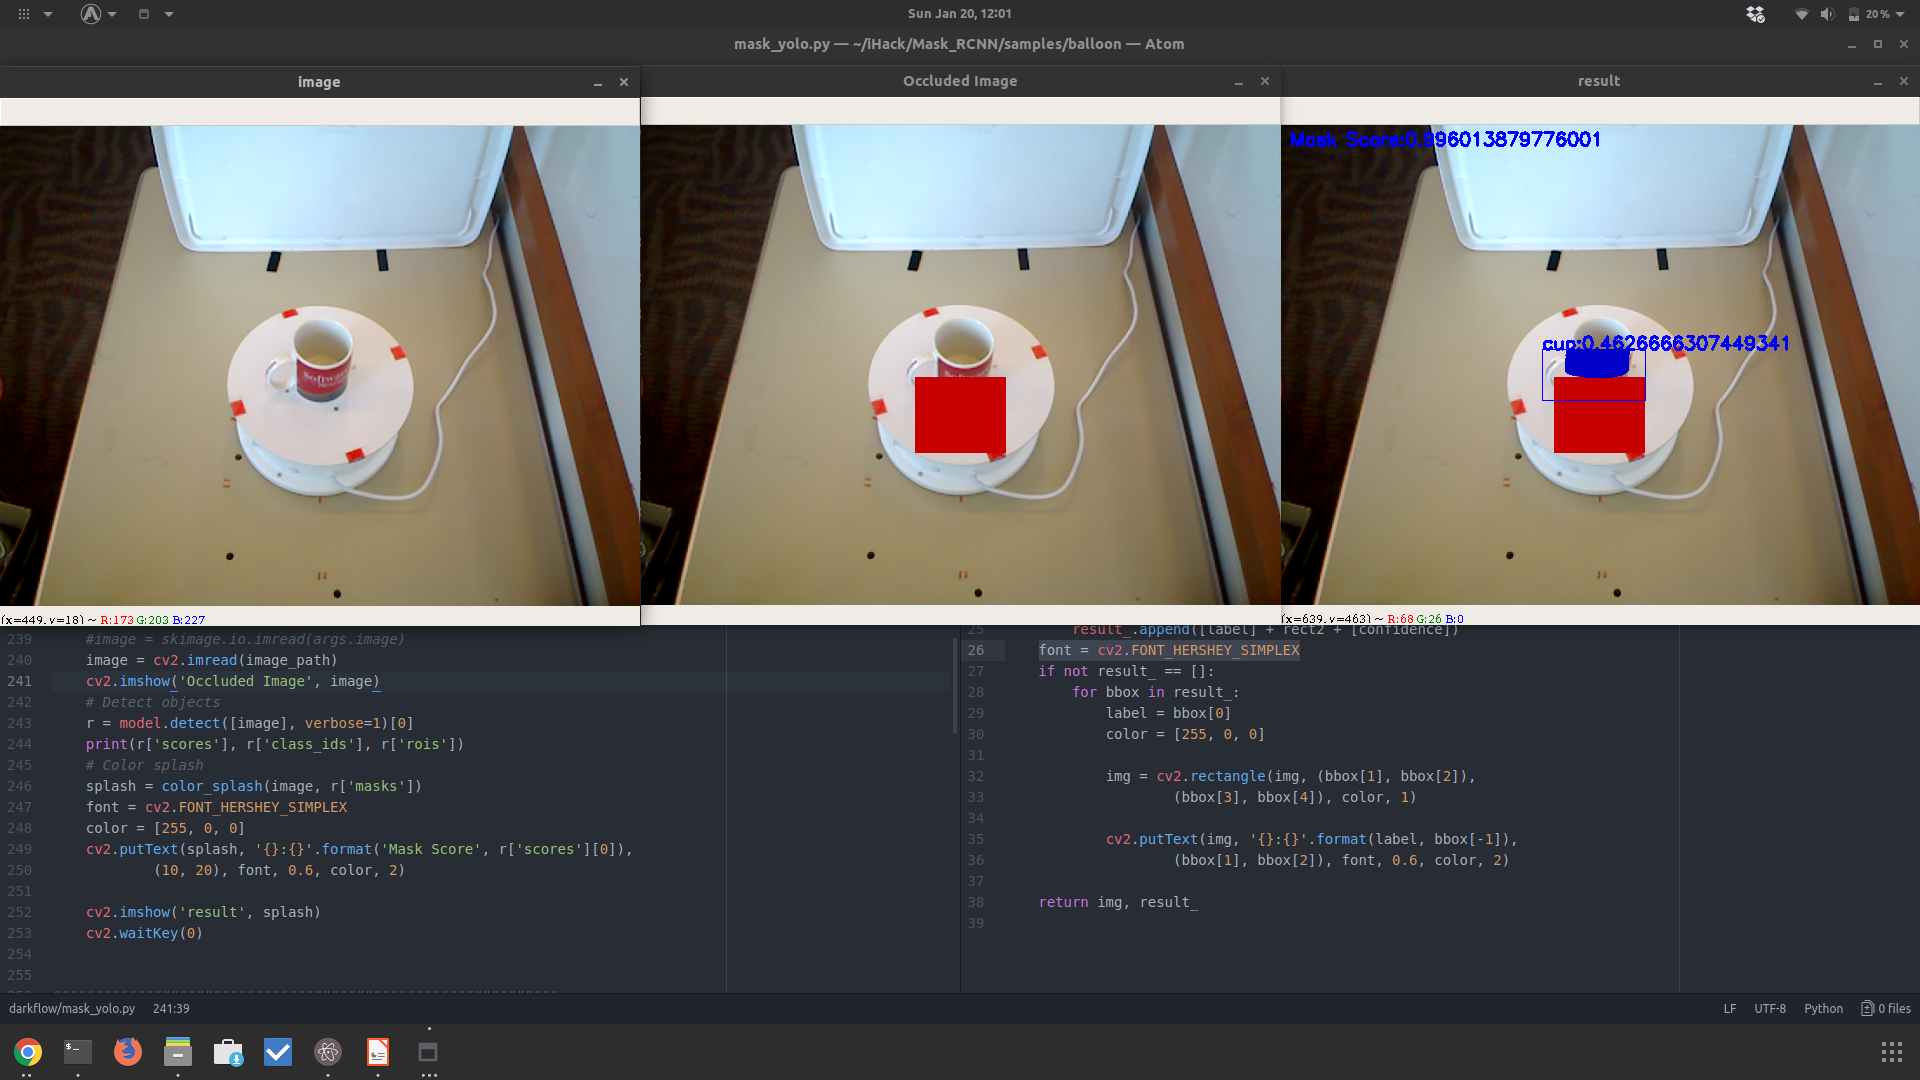 Sun Jan 20, 12:01
20 %
mask_yolo.py — ~/iHack/Mask_RCNN/samples/balloon — Atom
image
Occluded Image
result
Mask Score:0.996013879776001
cup:0.4626666307449341
Software
(x=449, y=18) ~ R:173 G:203 B:227
(x=639, y=463) ~ R:68 G:26 B:0
239 #image = skimage.io.imread(args.image)
240 image = cv2.imread(image_path)
241 cv2.imshow('Occluded Image', image)
242 # Detect objects
243 r = model.detect([image], verbose=1)[0]
244 print(r['scores'], r['class_ids'], r['rois'])
245 # Color splash
246 splash = color_splash(image, r['masks'])
247 font = cv2.FONT_HERSHEY_SIMPLEX
248 color = [255, 0, 0]
249 cv2.putText(splash, '{}:{}'.format('Mask Score', r['scores'][0]),
250 (10, 20), font, 0.6, color, 2)
251
252 cv2.imshow('result', splash)
253 cv2.waitKey(0)
254
255
25 result_.append([label] + rect2 + [confidence])
26 font = cv2.FONT_HERSHEY_SIMPLEX
27 if not result_ == []:
28 for bbox in result_:
29 label = bbox[0]
30 color = [255, 0, 0]
31
32 img = cv2.rectangle(img, (bbox[1], bbox[2]),
33 (bbox[3], bbox[4]), color, 1)
34
35 cv2.putText(img, '{}:{}'.format(label, bbox[-1]),
36 (bbox[1], bbox[2]), font, 0.6, color, 2)
37
38 return img, result_
39
darkflow/mask_yolo.py 241:39
LF UTF-8 Python 0 files